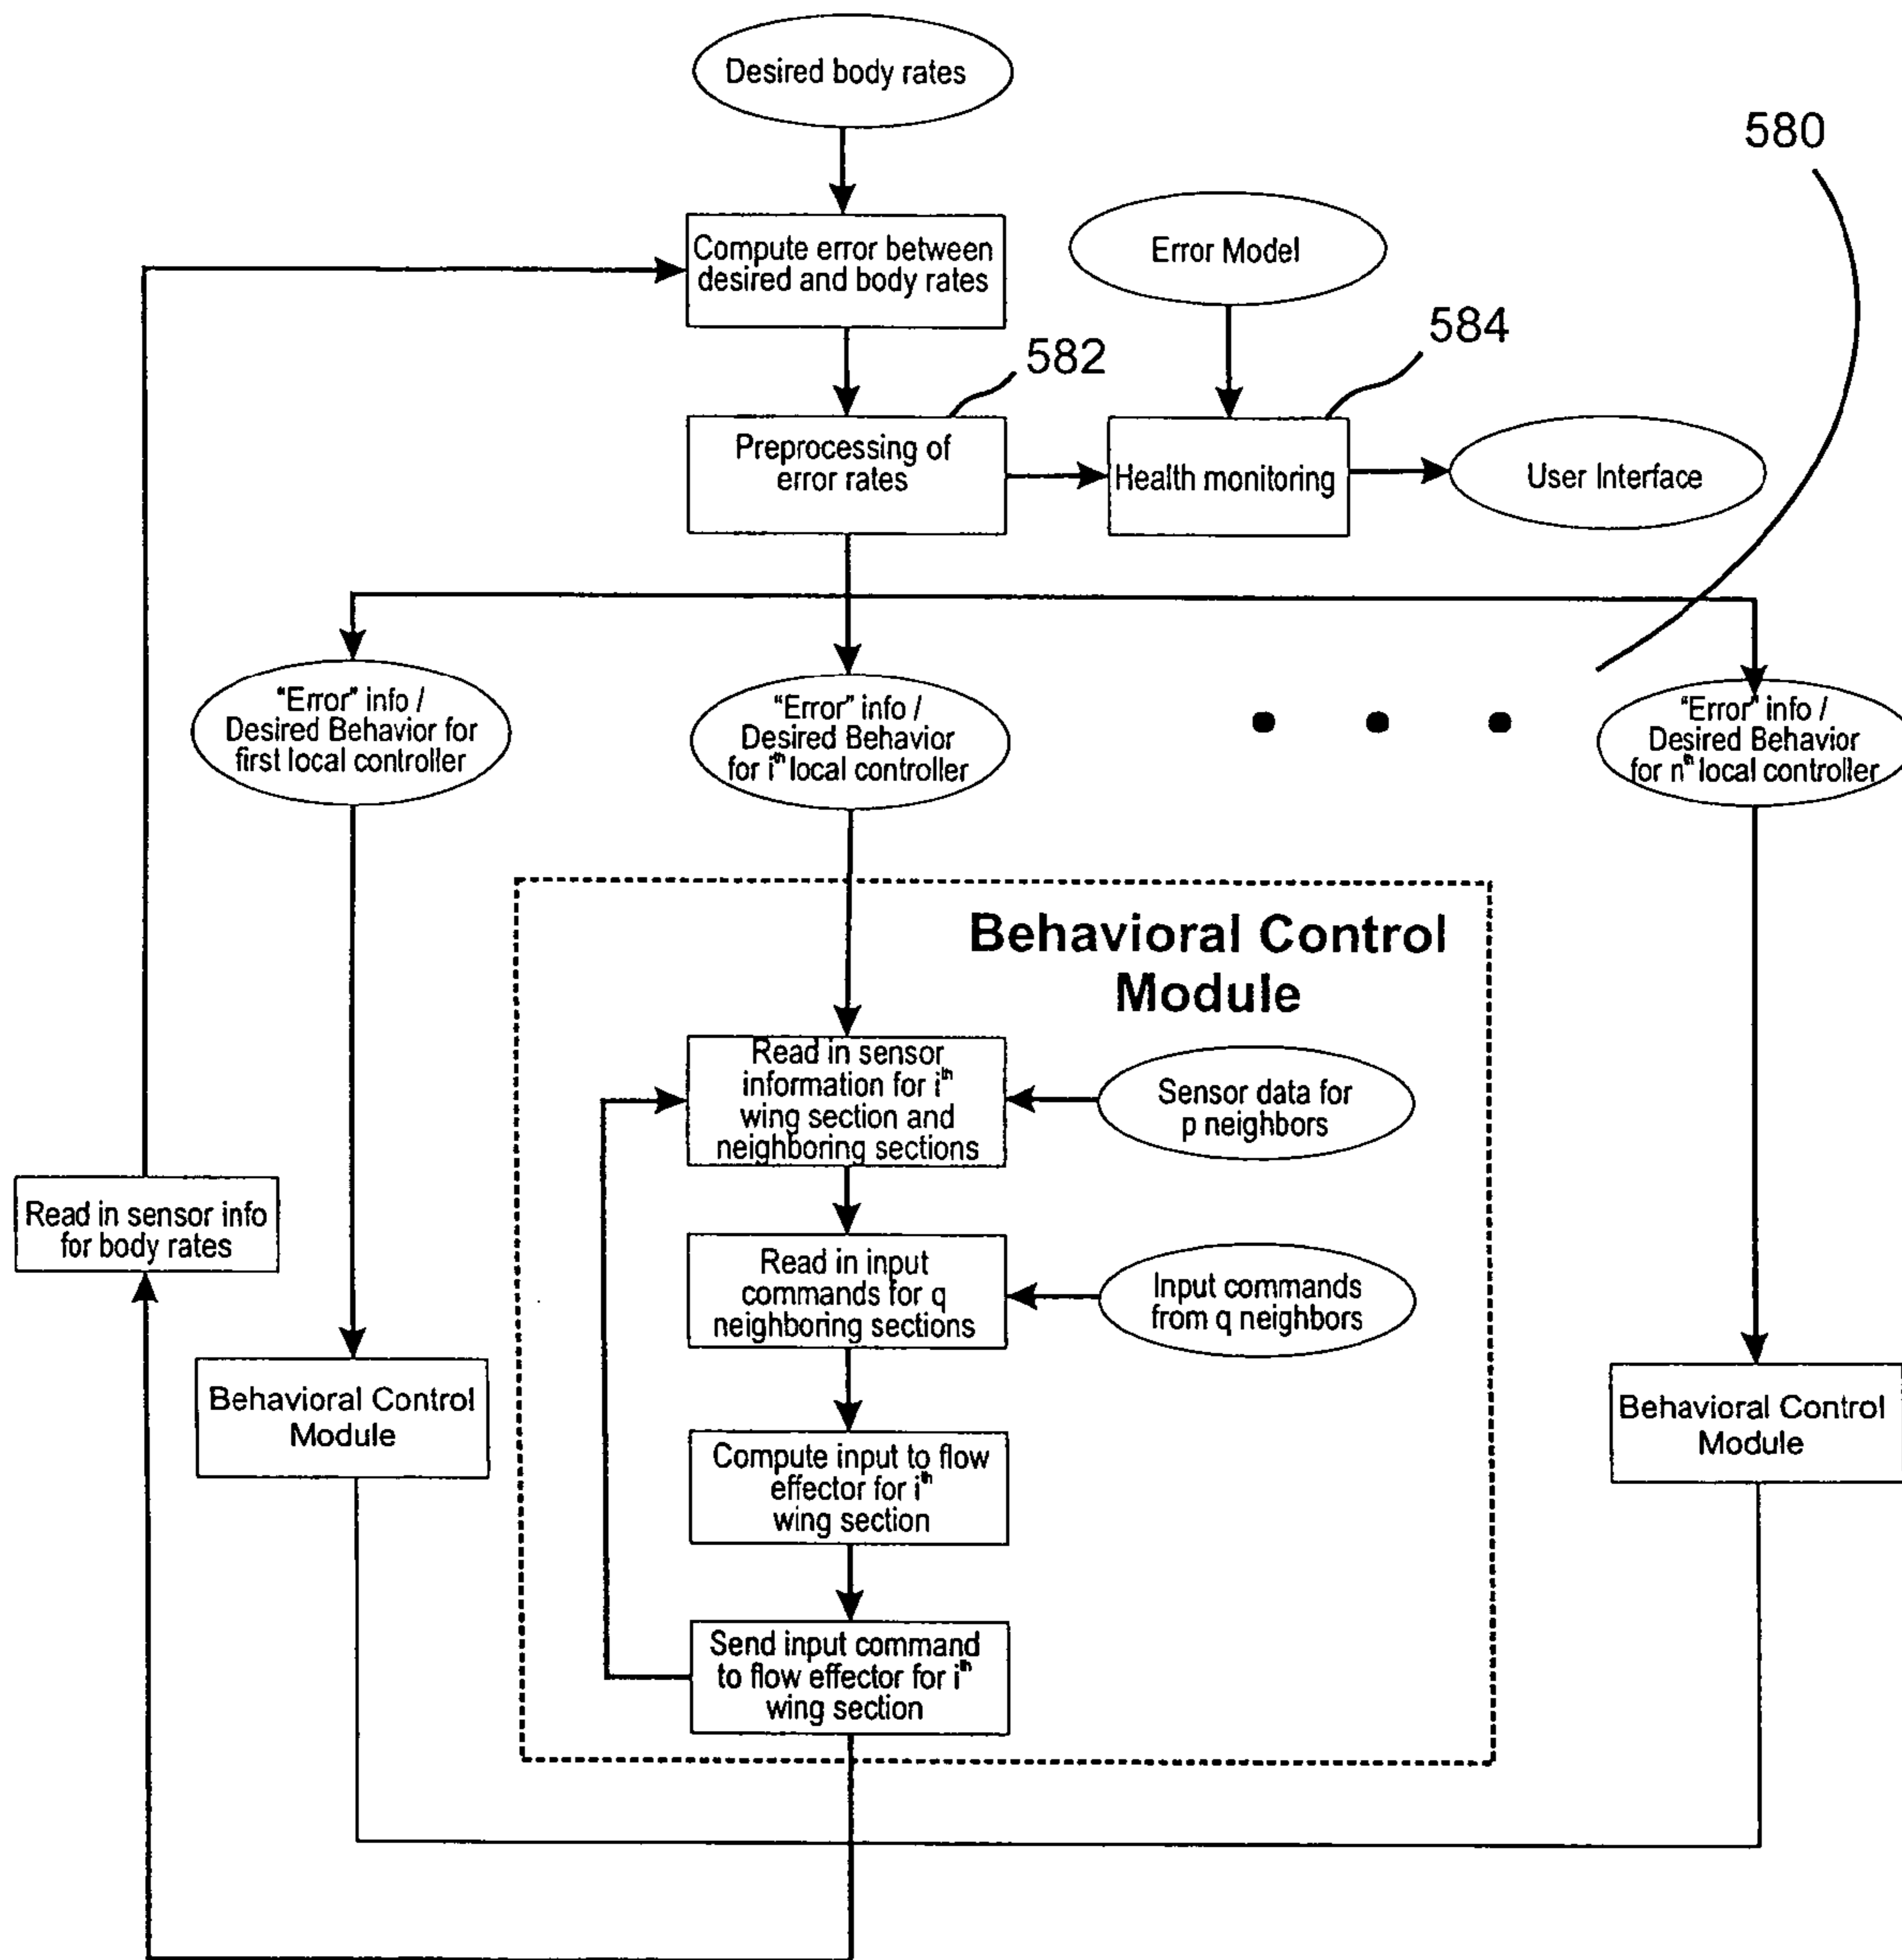 Desired body rates
580
Compute error between
desired and body rates
Error Model
584
582
Preprocessing of
error rates
Health monitoring
User Interface
"Error" info /
Desired Behavior for
first local controller
"Error" info /
Desired Behavior
for ith local controller
"Error" info /
Desired Behavior
for nth local controller
Behavioral Control
Module
Read in sensor
information for ith
wing section and
neighboring sections
Sensor data for
p neighbors
Read in sensor info
for body rates
Read in input
commands for q
neighboring sections
Input commands
from q neighbors
Behavioral Control
Module
Behavioral Control
Module
Compute input to flow
effector for ith
wing section
Send input command
to flow effector for ith
wing section